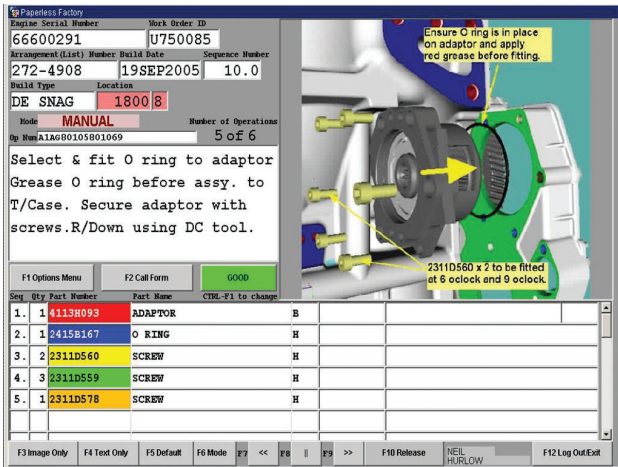 Paperless Factory
Engine Serial Number Work Order ID
66600291 U750085
Arrangement(List) Number Build Date Sequence Number
272-4908 19SEP2005 10.0
Build Type Location
DE SNAG 1800 8
Mode MANUAL Number of Operations
Op Num A1AG80105801069 5 of 6
Select & fit O ring to adaptor
Grease O ring before assy. to
T/Case. Secure adaptor with
screws.R/Down using DC tool.
F1 Options Menu F2 Call Form GOOD
Ensure O ring is in place
on adaptor and apply
red grease before fitting.
2311D560 x 2 to be fitted
at 6 oclock and 9 oclock.
Seq Qty Part Number Part Name CTRL-F1 to change
1. 1 4113H093 ADAPTOR B
2. 1 2415B167 O RING H
3. 2 2311D560 SCREW H
4. 3 2311D559 SCREW H
5. 1 2311D578 SCREW H
F3 Image Only F4 Text Only F5 Default F6 Mode F7 << F8 || F9 >> F10 Release NEIL HURLOW F12 Log Out/Exit